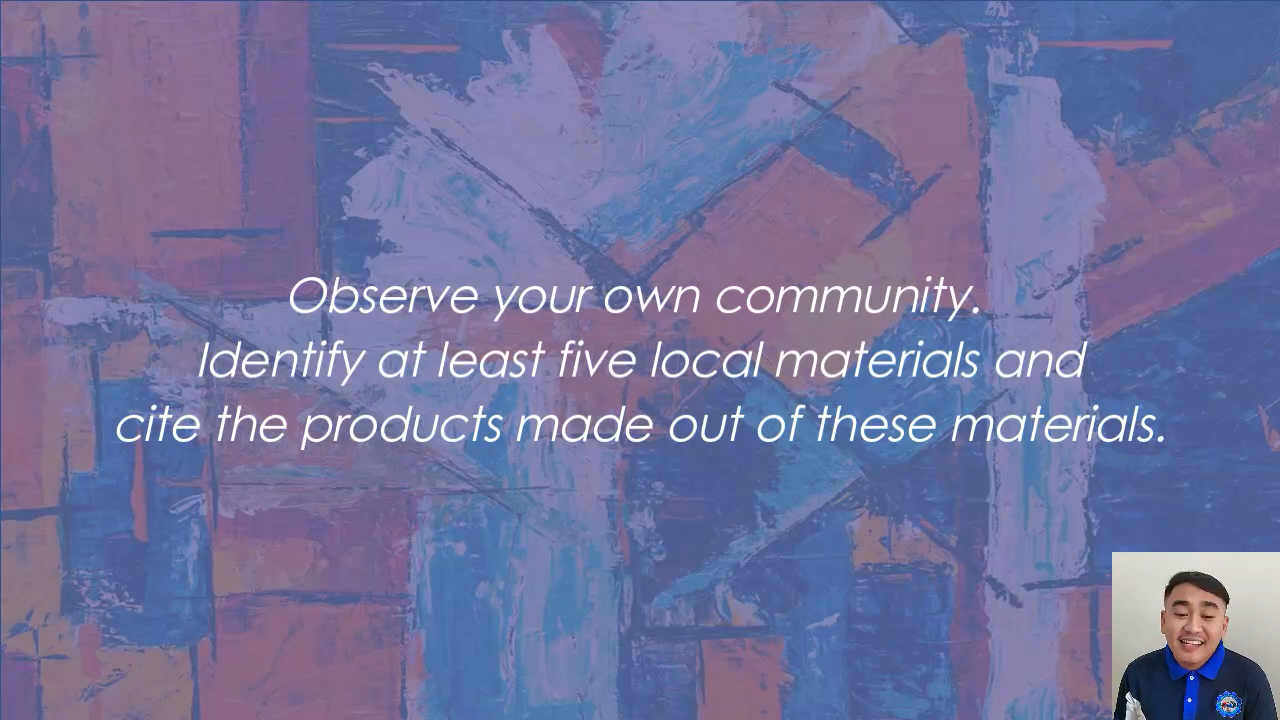 Observe your own community.
Identify at least five local materials and
cite the products made out of these materials.